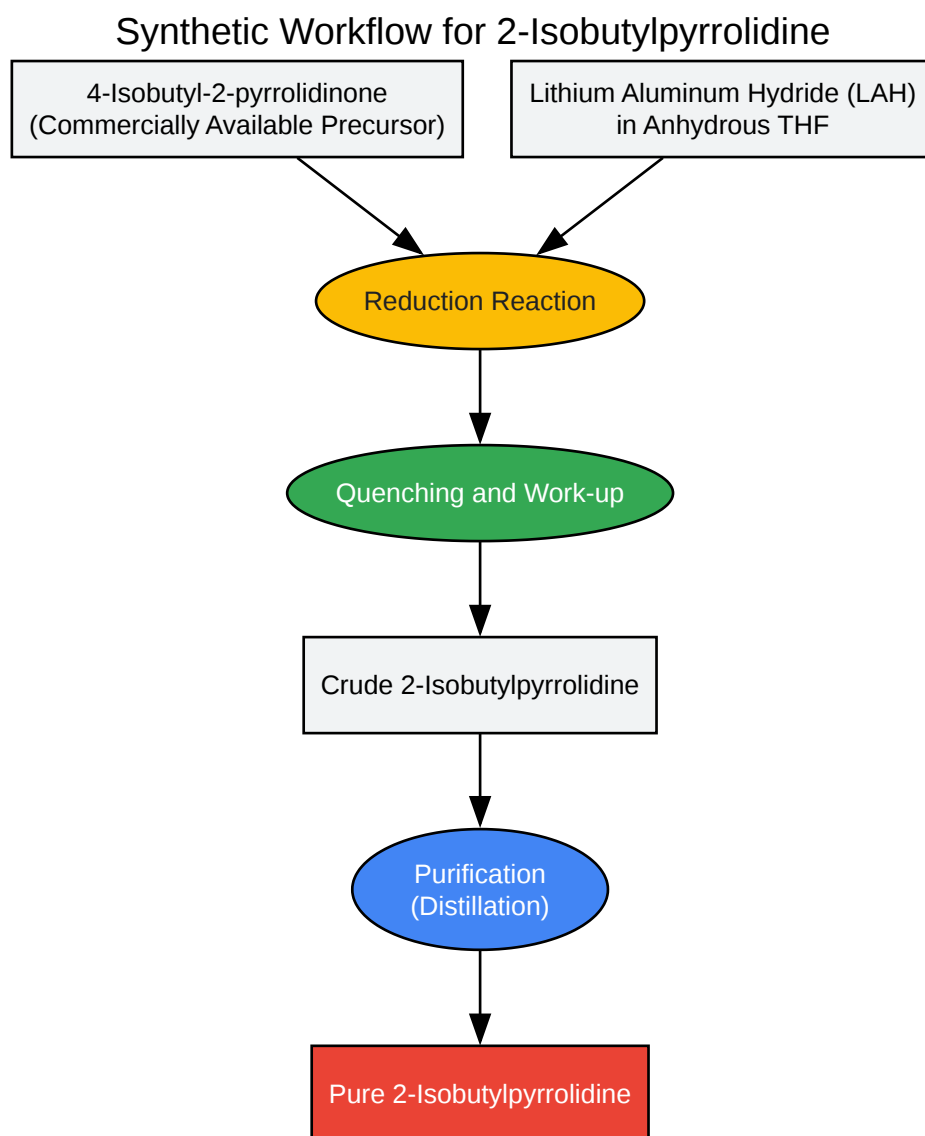 Synthetic Workflow for 2-Isobutylpyrrolidine
4-Isobutyl-2-pyrrolidinone
(Commercially Available Precursor)
Lithium Aluminum Hydride (LAH)
in Anhydrous THF
Reduction Reaction
Quenching and Work-up
Crude 2-Isobutylpyrrolidine
Purification
(Distillation)
Pure 2-Isobutylpyrrolidine